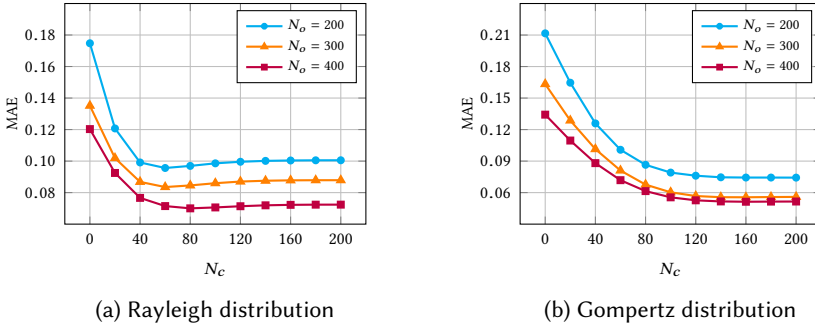 0.18
0.16
0.14
0.12
0.10
0.08
MAE
0 40 80 120 160 200
N_c
N_o = 200
N_o = 300
N_o = 400
(a) Rayleigh distribution
0.21
0.18
0.15
0.12
0.09
0.06
MAE
0 40 80 120 160 200
N_c
N_o = 200
N_o = 300
N_o = 400
(b) Gompertz distribution